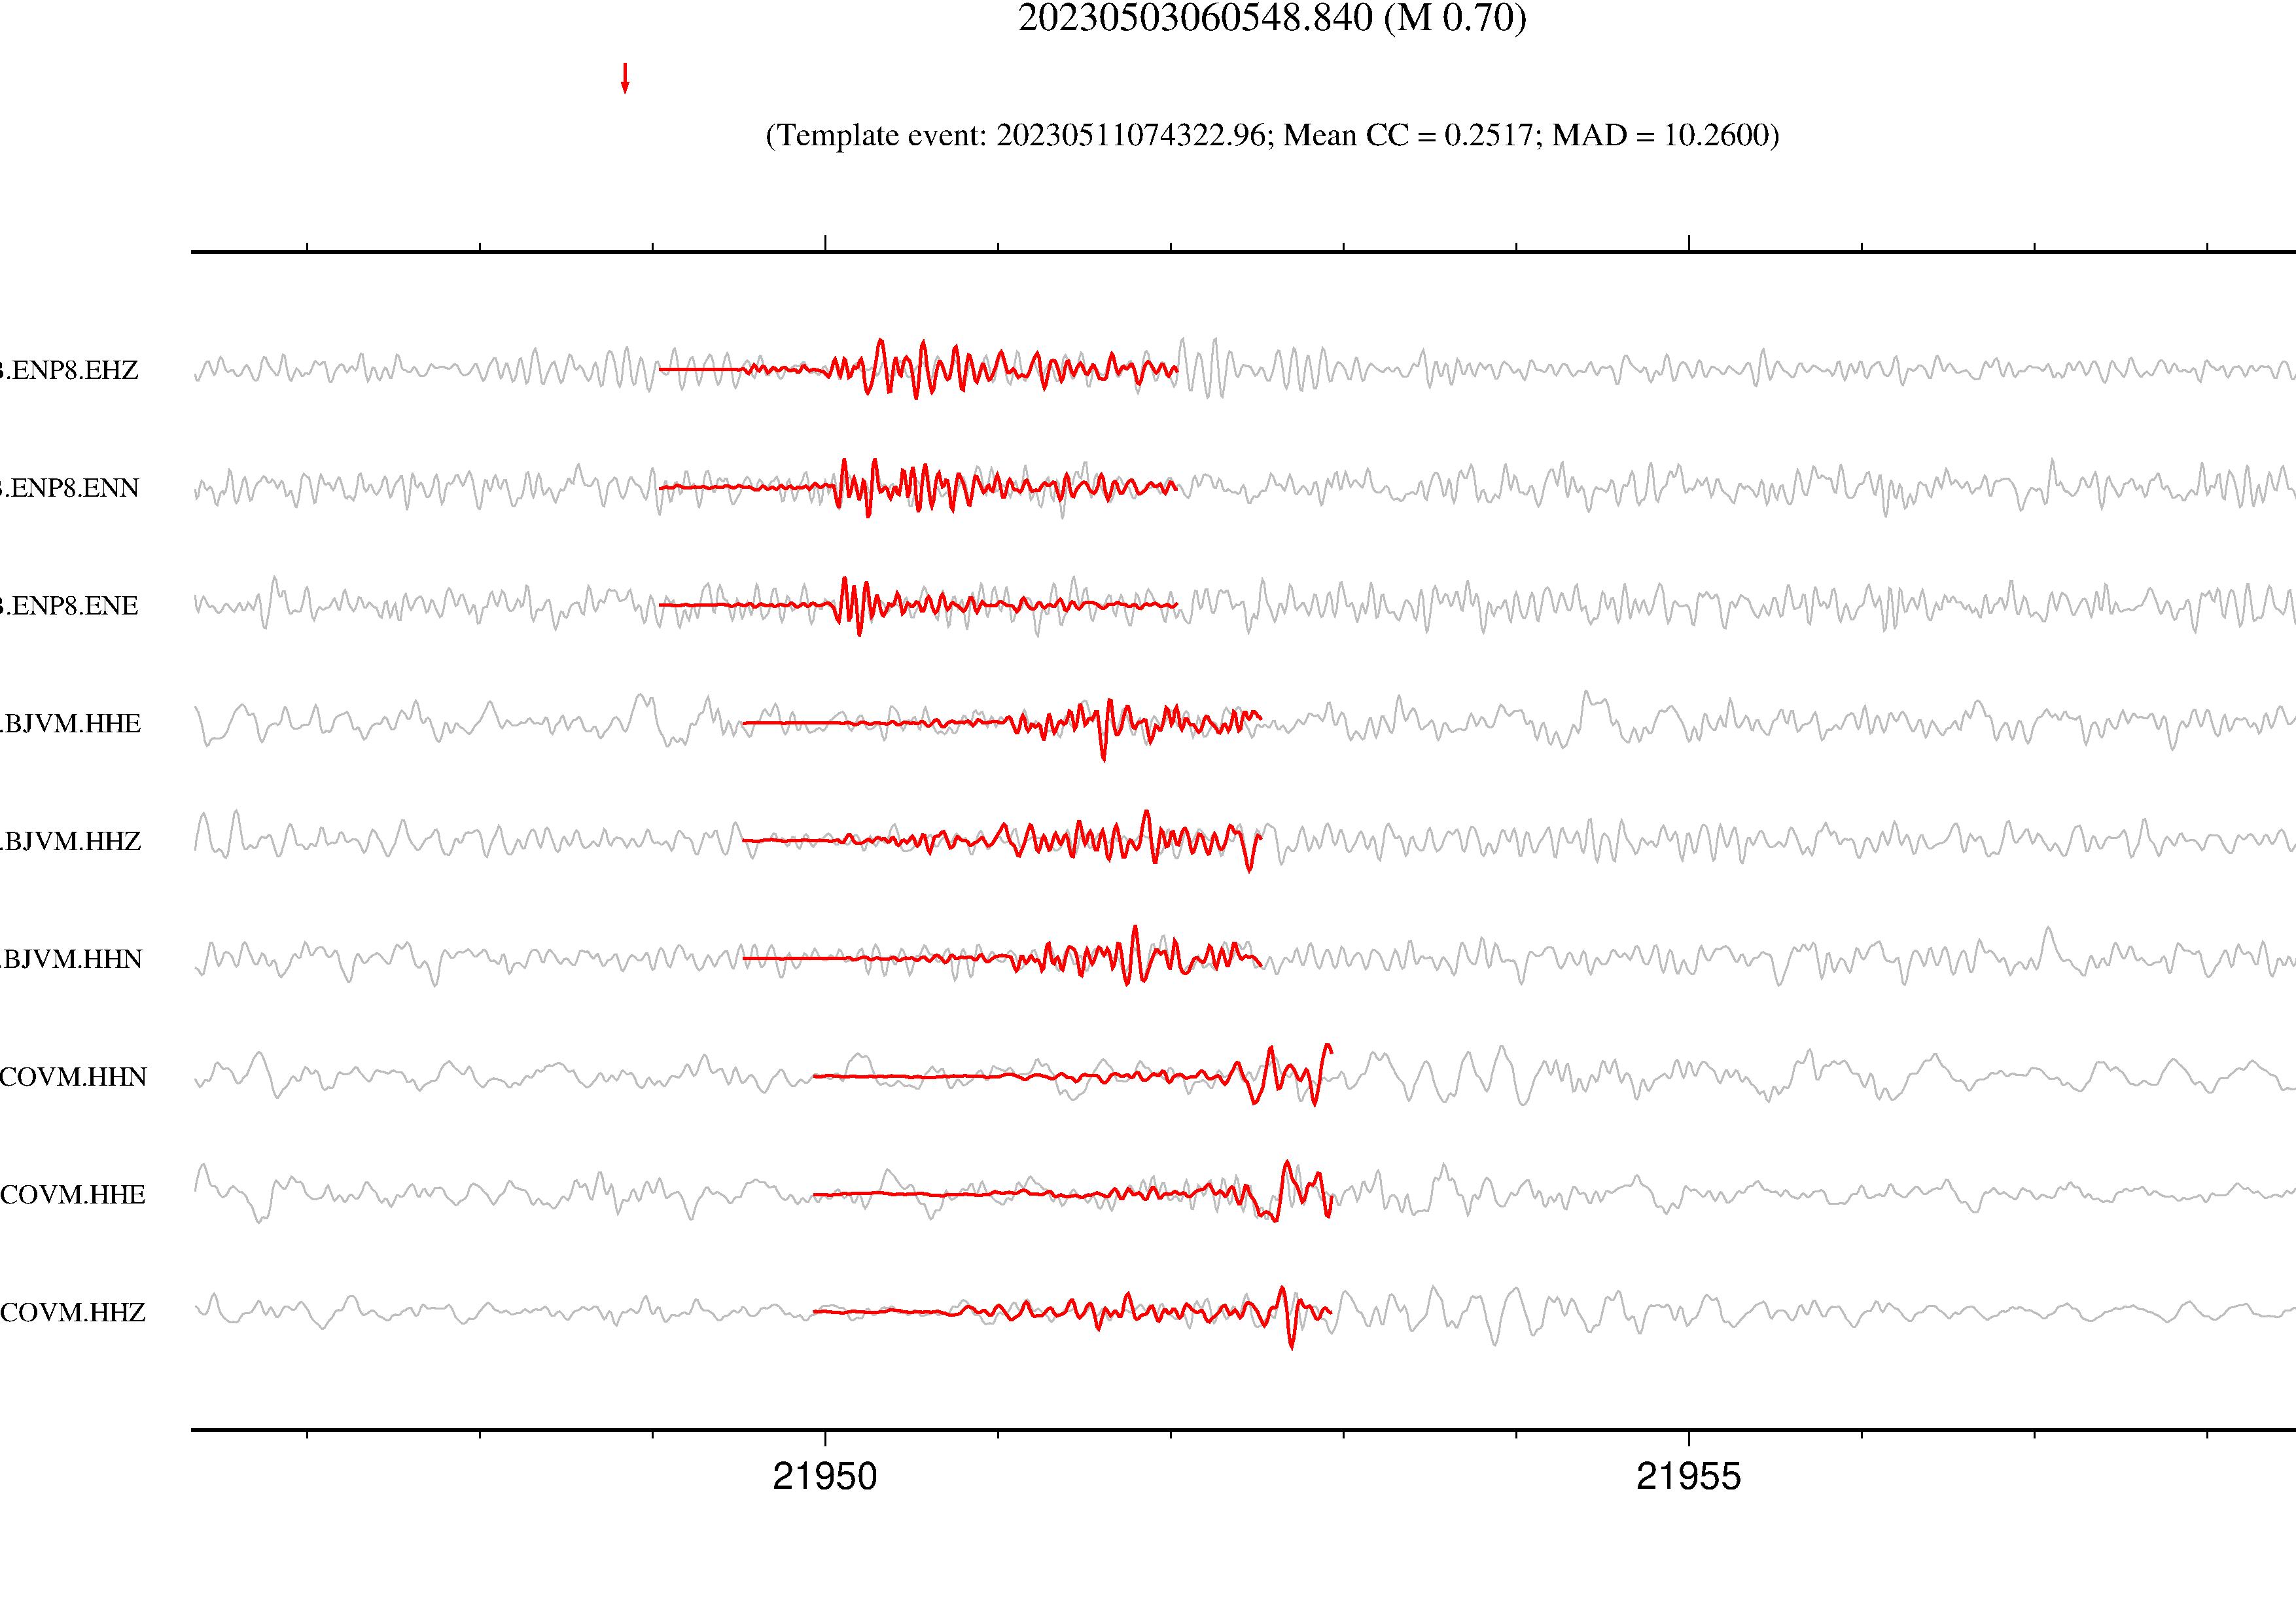 20230503060548.840 (M 0.70)
(Template event: 20230511074322.96; Mean CC = 0.2517; MAD = 10.2600)
.ENP8.EHZ
.ENP8.ENN
.ENP8.ENE
.BJVM.HHE
.BJVM.HHZ
.BJVM.HHN
COVM.HHN
COVM.HHE
COVM.HHZ
21950 21955